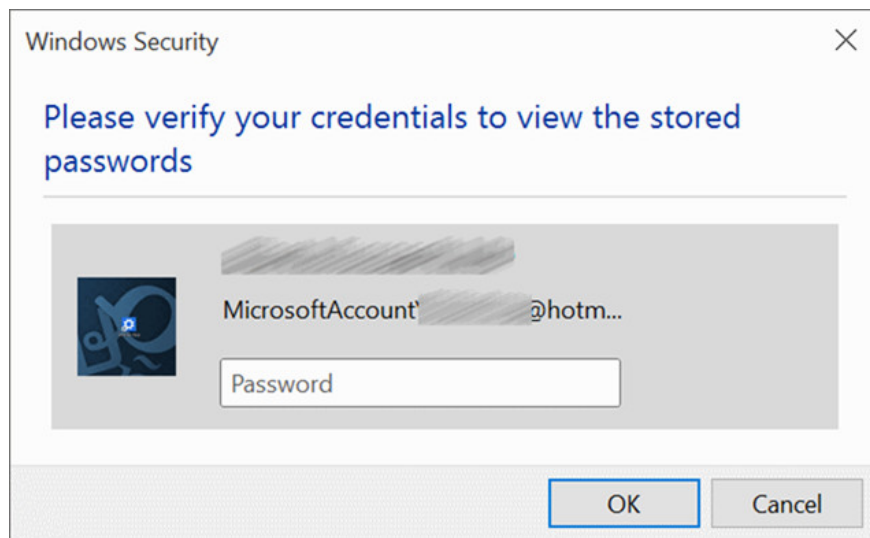 Windows Security
Please verify your credentials to view the stored
passwords
MicrosoftAccount\ @hotm...
Password
OK
Cancel